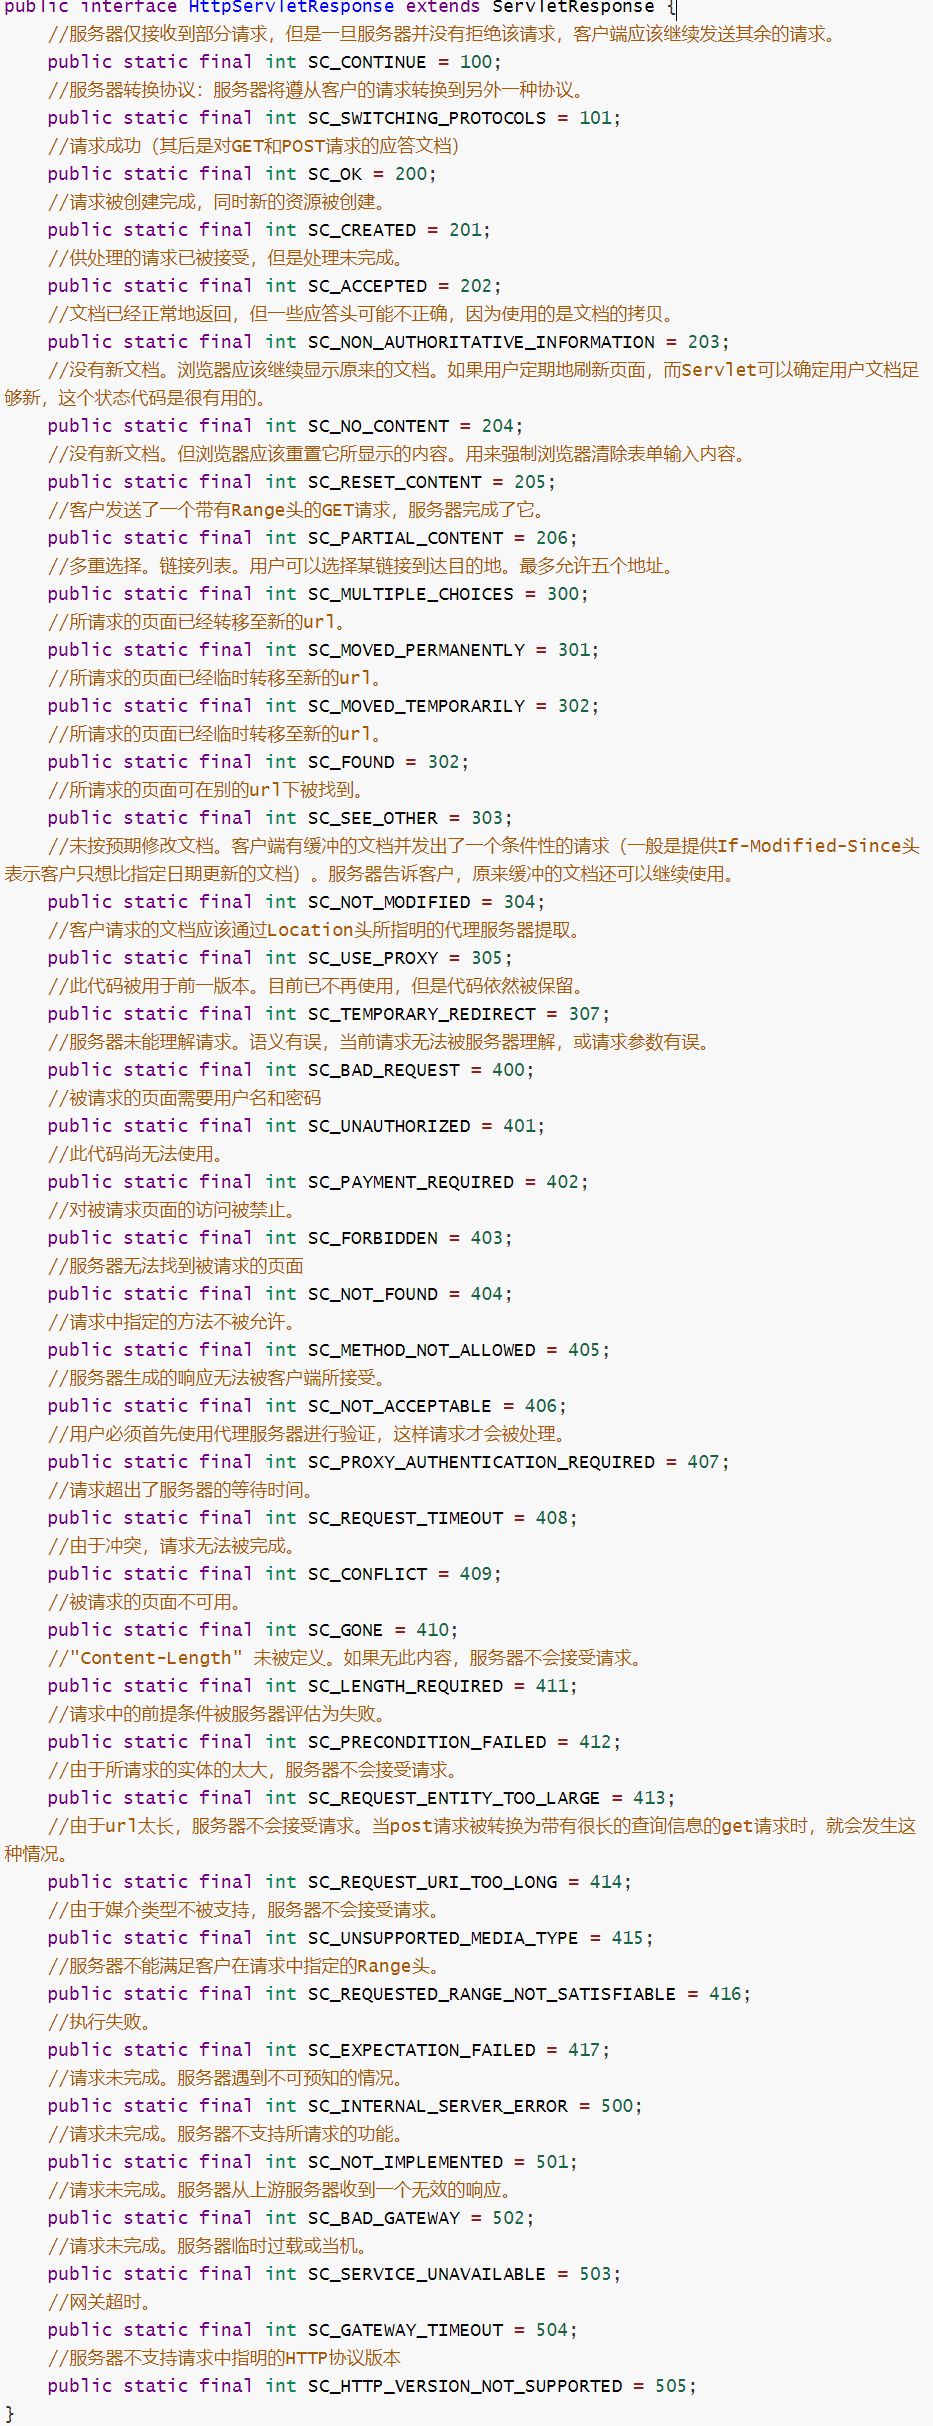 public interface HttpServletResponse extends ServletResponse {
//服务器仅接收到部分请求，但是一旦服务器并没有拒绝该请求，客户端应该继续发送其余的请求。
public static final int SC_CONTINUE = 100;
//服务器转换协议：服务器将遵从客户的请求转换到另外一种协议。
public static final int SC_SWITCHING_PROTOCOLS = 101;
//请求成功（其后是对GET和POST请求的应答文档）
public static final int SC_OK = 200;
//请求被创建完成，同时新的资源被创建。
public static final int SC_CREATED = 201;
//供处理的请求已被接受，但是处理未完成。
public static final int SC_ACCEPTED = 202;
//文档已经正常地返回，但一些应答头可能不正确，因为使用的是文档的拷贝。
public static final int SC_NON_AUTHORITATIVE_INFORMATION = 203;
//没有新文档。浏览器应该继续显示原来的文档。如果用户定期地刷新页面，而Servlet可以确定用户文档足
够新，这个状态代码是很有用的。
public static final int SC_NO_CONTENT = 204;
//没有新文档。但浏览器应该重置它所显示的内容。用来强制浏览器清除表单输入内容。
public static final int SC_RESET_CONTENT = 205;
//客户发送了一个带有Range头的GET请求，服务器完成了它。
public static final int SC_PARTIAL_CONTENT = 206;
//多重选择。链接列表。用户可以选择某链接到达目的地。最多允许五个地址。
public static final int SC_MULTIPLE_CHOICES = 300;
//所请求的页面已经转移至新的url。
public static final int SC_MOVED_PERMANENTLY = 301;
//所请求的页面已经临时转移至新的url。
public static final int SC_MOVED_TEMPORARILY = 302;
//所请求的页面已经临时转移至新的url。
public static final int SC_FOUND = 302;
//所请求的页面可在别的url下被找到。
public static final int SC_SEE_OTHER = 303;
//未按预期修改文档。客户端有缓冲的文档并发出了一个条件性的请求（一般是提供If-Modified-Since头
表示客户只想比指定日期更新的文档）。服务器告诉客户，原来缓冲的文档还可以继续使用。
public static final int SC_NOT_MODIFIED = 304;
//客户请求的文档应该通过Location头所指明的代理服务器提取。
public static final int SC_USE_PROXY = 305;
//此代码被用于前一版本。目前已不再使用，但是代码依然被保留。
public static final int SC_TEMPORARY_REDIRECT = 307;
//服务器未能理解请求。语义有误，当前请求无法被服务器理解，或请求参数有误。
public static final int SC_BAD_REQUEST = 400;
//被请求的页面需要用户名和密码
public static final int SC_UNAUTHORIZED = 401;
//此代码尚无法使用。
public static final int SC_PAYMENT_REQUIRED = 402;
//对被请求页面的访问被禁止。
public static final int SC_FORBIDDEN = 403;
//服务器无法找到被请求的页面
public static final int SC_NOT_FOUND = 404;
//请求中指定的方法不被允许。
public static final int SC_METHOD_NOT_ALLOWED = 405;
//服务器生成的响应无法被客户端所接受。
public static final int SC_NOT_ACCEPTABLE = 406;
//用户必须首先使用代理服务器进行验证，这样请求才会被处理。
public static final int SC_PROXY_AUTHENTICATION_REQUIRED = 407;
//请求超出了服务器的等待时间。
public static final int SC_REQUEST_TIMEOUT = 408;
//由于冲突，请求无法被完成。
public static final int SC_CONFLICT = 409;
//被请求的页面不可用。
public static final int SC_GONE = 410;
//"Content-Length" 未被定义。如果无此内容，服务器不会接受请求。
public static final int SC_LENGTH_REQUIRED = 411;
//请求中的前提条件被服务器评估为失败。
public static final int SC_PRECONDITION_FAILED = 412;
//由于所请求的实体的太大，服务器不会接受请求。
public static final int SC_REQUEST_ENTITY_TOO_LARGE = 413;
//由于url太长，服务器不会接受请求。当post请求被转换为带有很长的查询信息的get请求时，就会发生这
种情况。
public static final int SC_REQUEST_URI_TOO_LONG = 414;
//由于媒介类型不被支持，服务器不会接受请求。
public static final int SC_UNSUPPORTED_MEDIA_TYPE = 415;
//服务器不能满足客户在请求中指定的Range头。
public static final int SC_REQUESTED_RANGE_NOT_SATISFIABLE = 416;
//执行失败。
public static final int SC_EXPECTATION_FAILED = 417;
//请求未完成。服务器遇到不可预知的情况。
public static final int SC_INTERNAL_SERVER_ERROR = 500;
//请求未完成。服务器不支持所请求的功能。
public static final int SC_NOT_IMPLEMENTED = 501;
//请求未完成。服务器从上游服务器收到一个无效的响应。
public static final int SC_BAD_GATEWAY = 502;
//请求未完成。服务器临时过载或当机。
public static final int SC_SERVICE_UNAVAILABLE = 503;
//网关超时。
public static final int SC_GATEWAY_TIMEOUT = 504;
//服务器不支持请求中指明的HTTP协议版本
public static final int SC_HTTP_VERSION_NOT_SUPPORTED = 505;
}